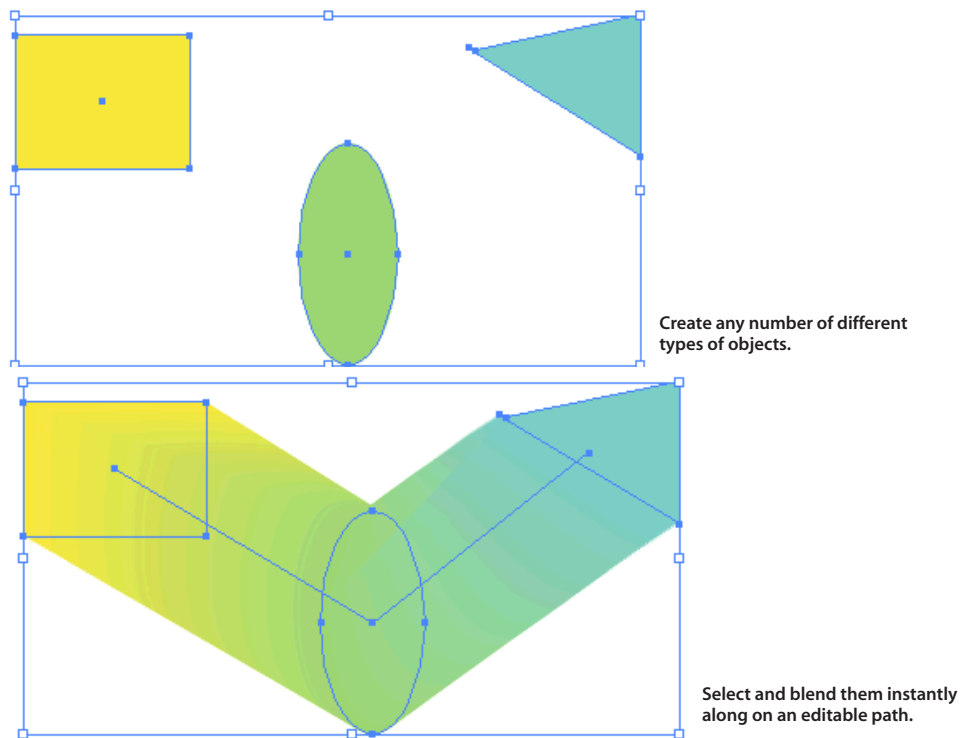 Create any number of different
types of objects.
Select and blend them instantly
along on an editable path.